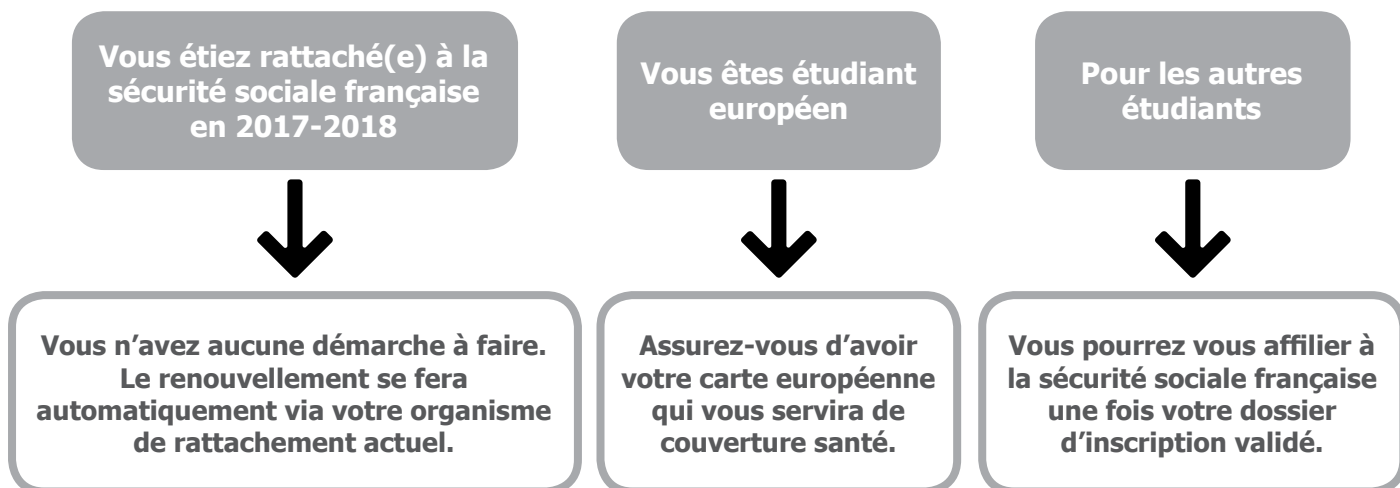 Vous étiez rattaché(e) à la
sécurité sociale française
en 2017-2018
Vous n’avez aucune démarche à faire.
Le renouvellement se fera
automatiquement via votre organisme
de rattachement actuel.
Vous êtes étudiant
européen
Assurez-vous d’avoir
votre carte européenne
qui vous servira de
couverture santé.
Pour les autres
étudiants
Vous pourrez vous affilier à
la sécurité sociale française
une fois votre dossier
d’inscription validé.